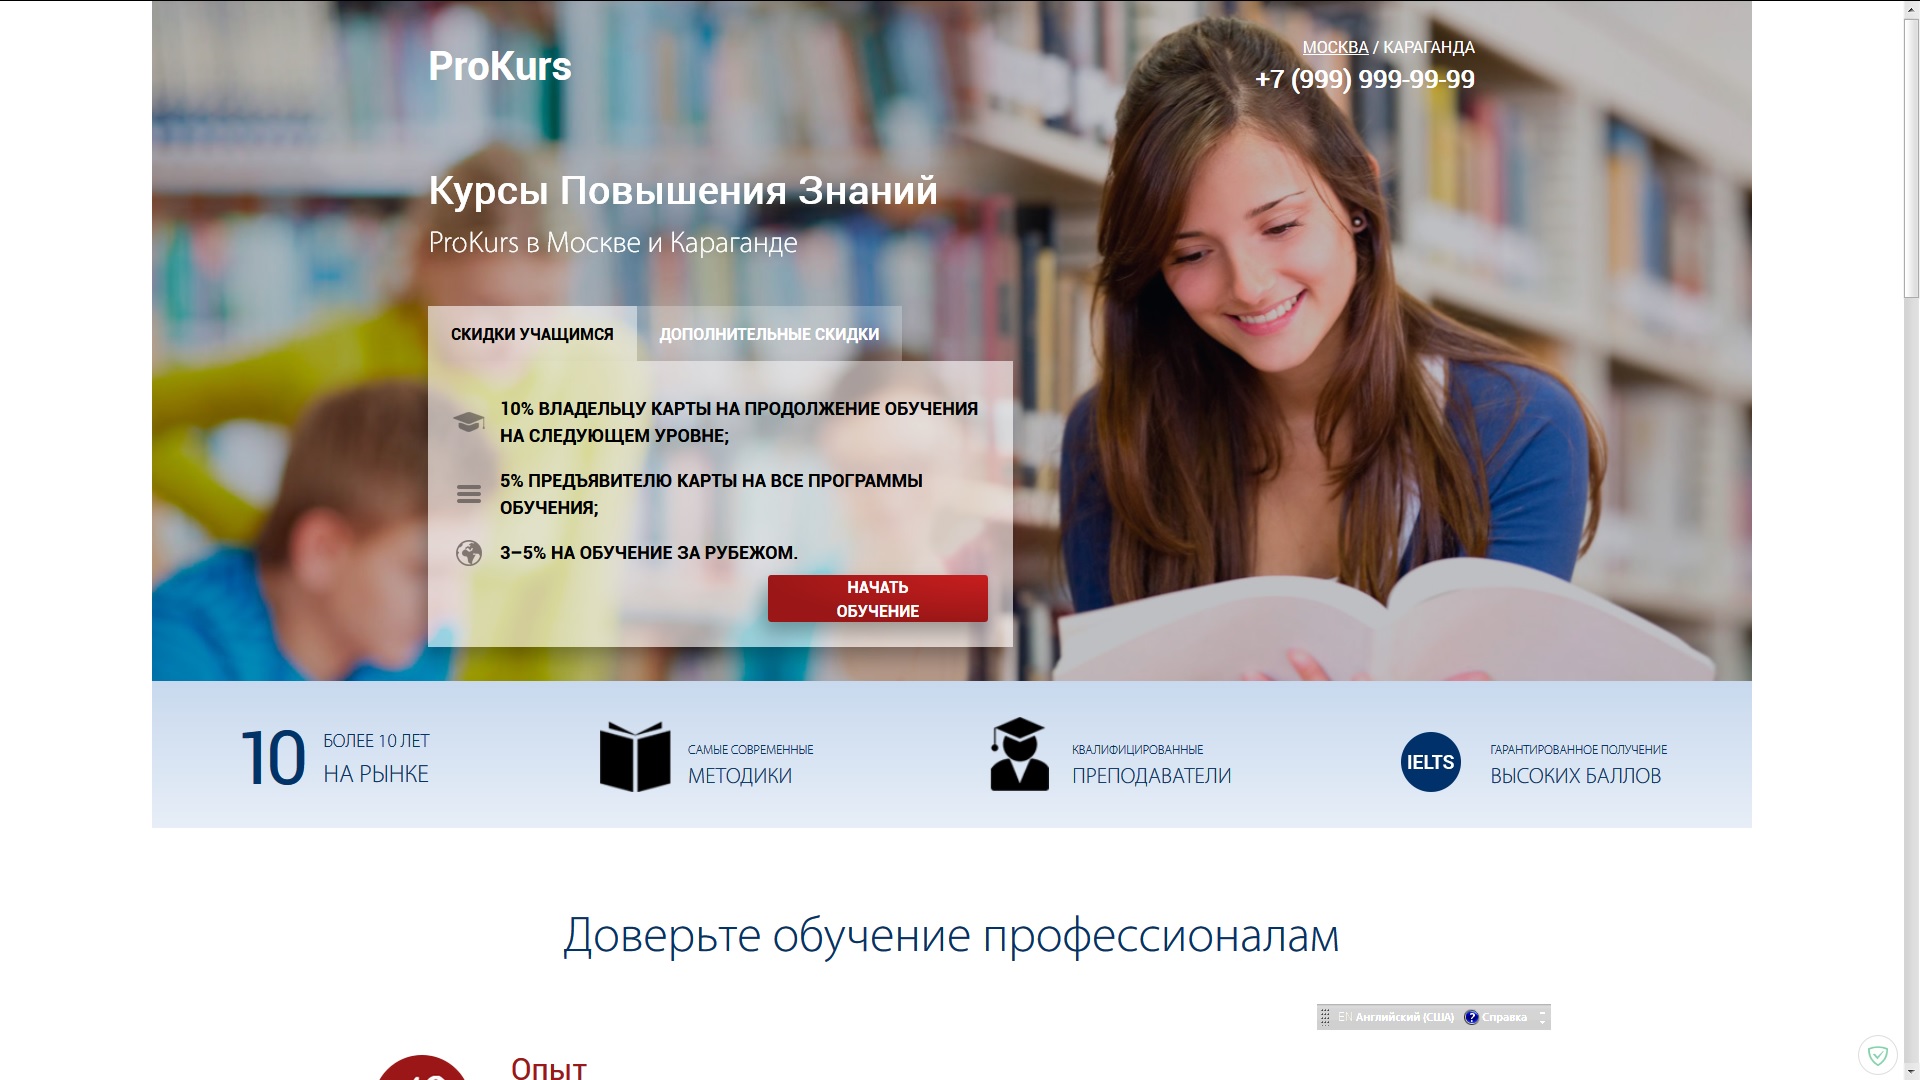 ProKurs
МОСКВА / КАРАГАНДА
+7 (999) 999-99-99
Курсы Повышения Знаний
ProKurs в Москве и Караганде
СКИДКИ УЧАЩИМСЯ
ДОПОЛНИТЕЛЬНЫЕ СКИДКИ
10% ВЛАДЕЛЬЦУ КАРТЫ НА ПРОДОЛЖЕНИЕ ОБУЧЕНИЯ
НА СЛЕДУЮЩЕМ УРОВНЕ;
5% ПРЕДЪЯВИТЕЛЮ КАРТЫ НА ВСЕ ПРОГРАММЫ
ОБУЧЕНИЯ;
3–5% НА ОБУЧЕНИЕ ЗА РУБЕЖОМ.
НАЧАТЬ
ОБУЧЕНИЕ
10
БОЛЕЕ 10 ЛЕТ
НА РЫНКЕ
САМЫЕ СОВРЕМЕННЫЕ
МЕТОДИКИ
КВАЛИФИЦИРОВАННЫЕ
ПРЕПОДАВАТЕЛИ
IELTS
ГАРАНТИРОВАННОЕ ПОЛУЧЕНИЕ
ВЫСОКИХ БАЛЛОВ
Доверьте обучение профессионалам
EN Английский (США) ? Справка
Опыт